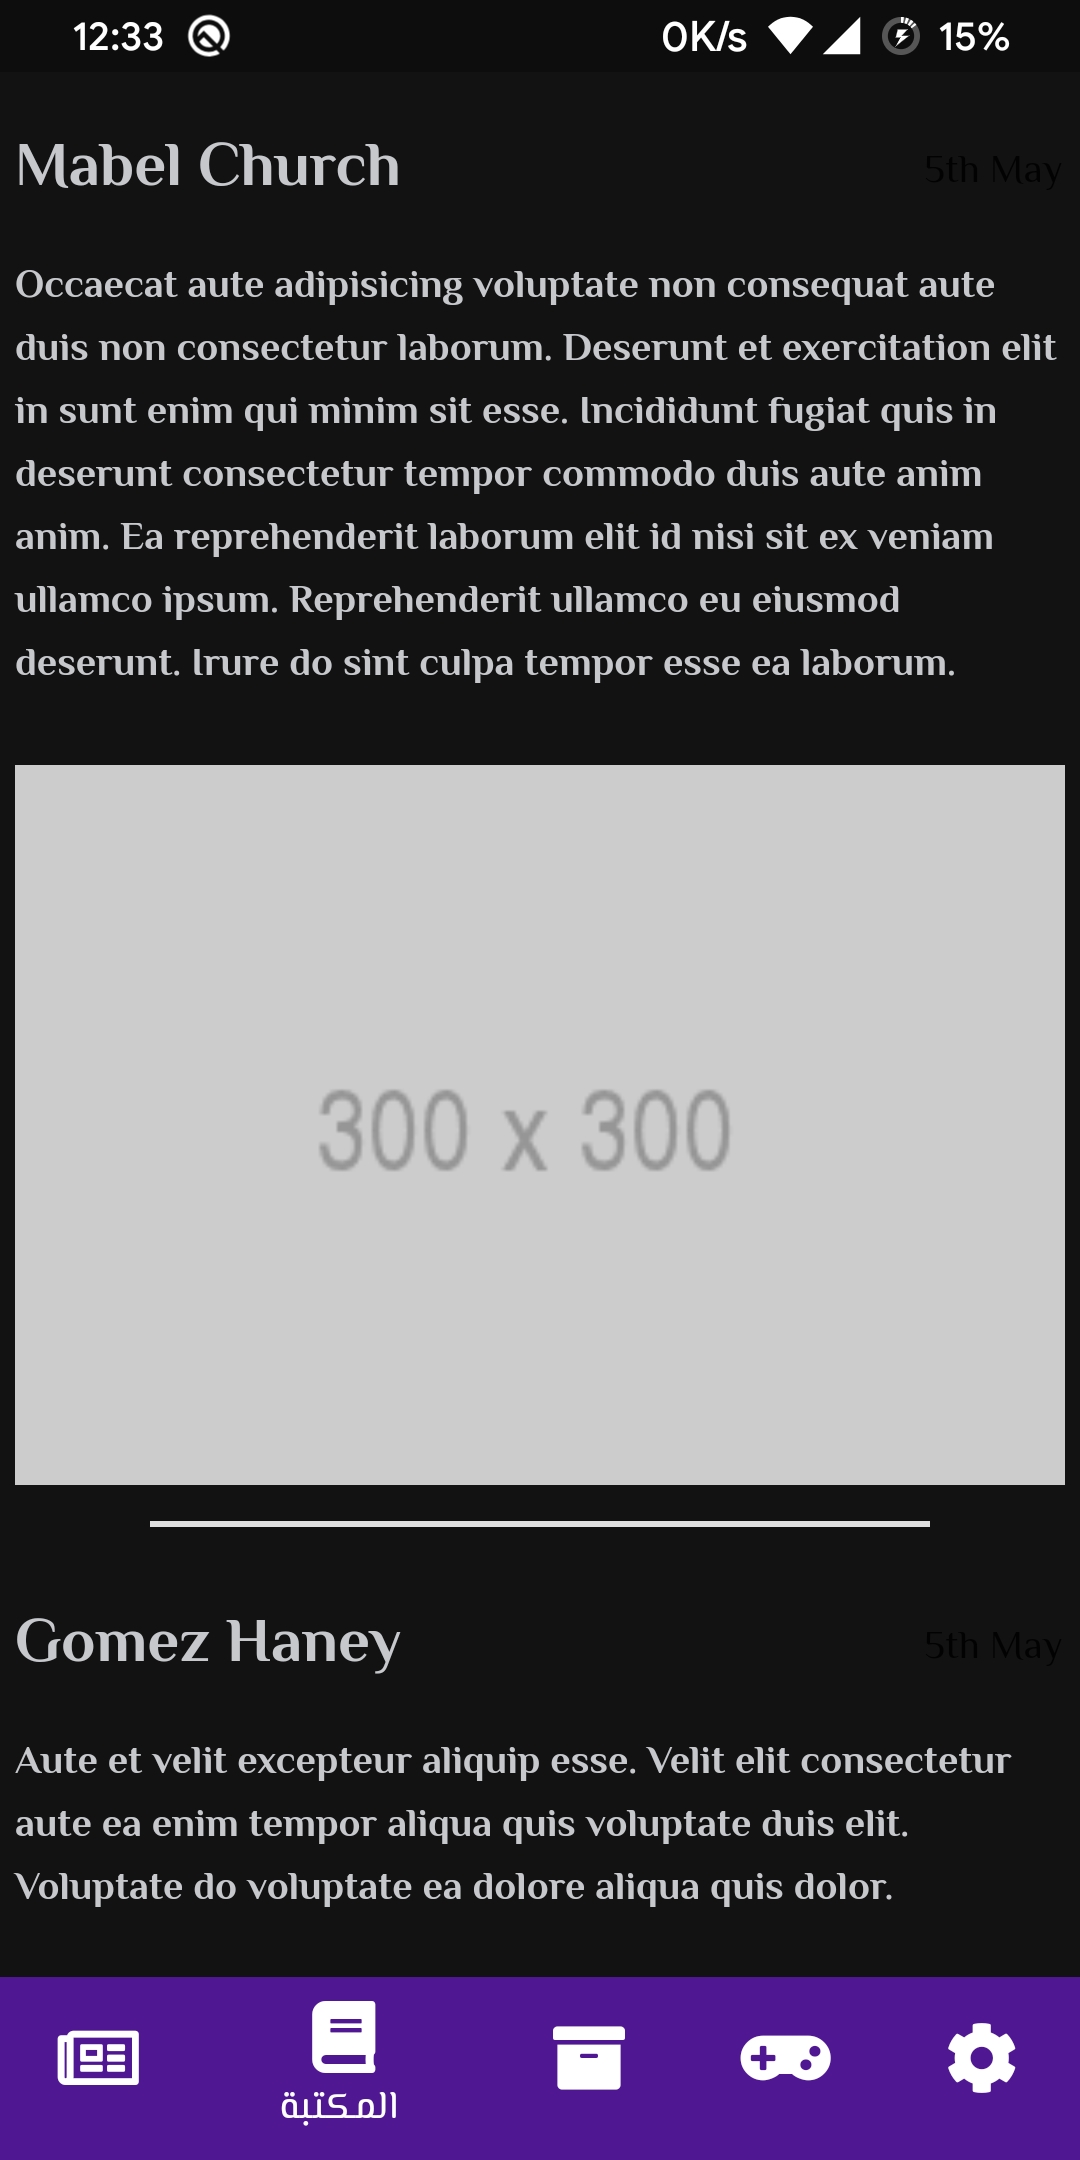 12:33 0K/s 15%
Mabel Church 5th May
Occaecat aute adipisicing voluptate non consequat aute
duis non consectetur laborum. Deserunt et exercitation elit
in sunt enim qui minim sit esse. Incididunt fugiat quis in
deserunt consectetur tempor commodo duis aute anim
anim. Ea reprehenderit laborum elit id nisi sit ex veniam
ullamco ipsum. Reprehenderit ullamco eu eiusmod
deserunt. Irure do sint culpa tempor esse ea laborum.
300 x 300
Gomez Haney 5th May
Aute et velit excepteur aliquip esse. Velit elit consectetur
aute ea enim tempor aliqua quis voluptate duis elit.
Voluptate do voluptate ea dolore aliqua quis dolor.
المكتبة